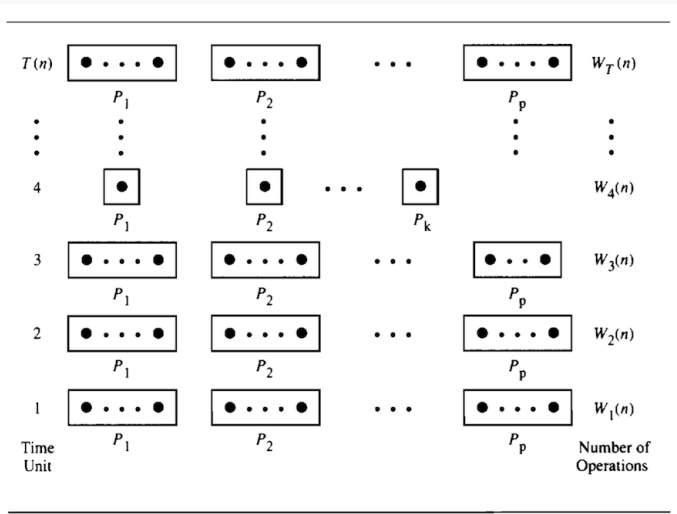 T(n) W_T(n)
P_1 P_2 P_p
4 W_4(n)
P_1 P_2 P_k
3 W_3(n)
P_1 P_2 P_p
2 W_2(n)
P_1 P_2 P_p
1 W_1(n)
P_1 P_2 P_p
Time Number of
Unit Operations